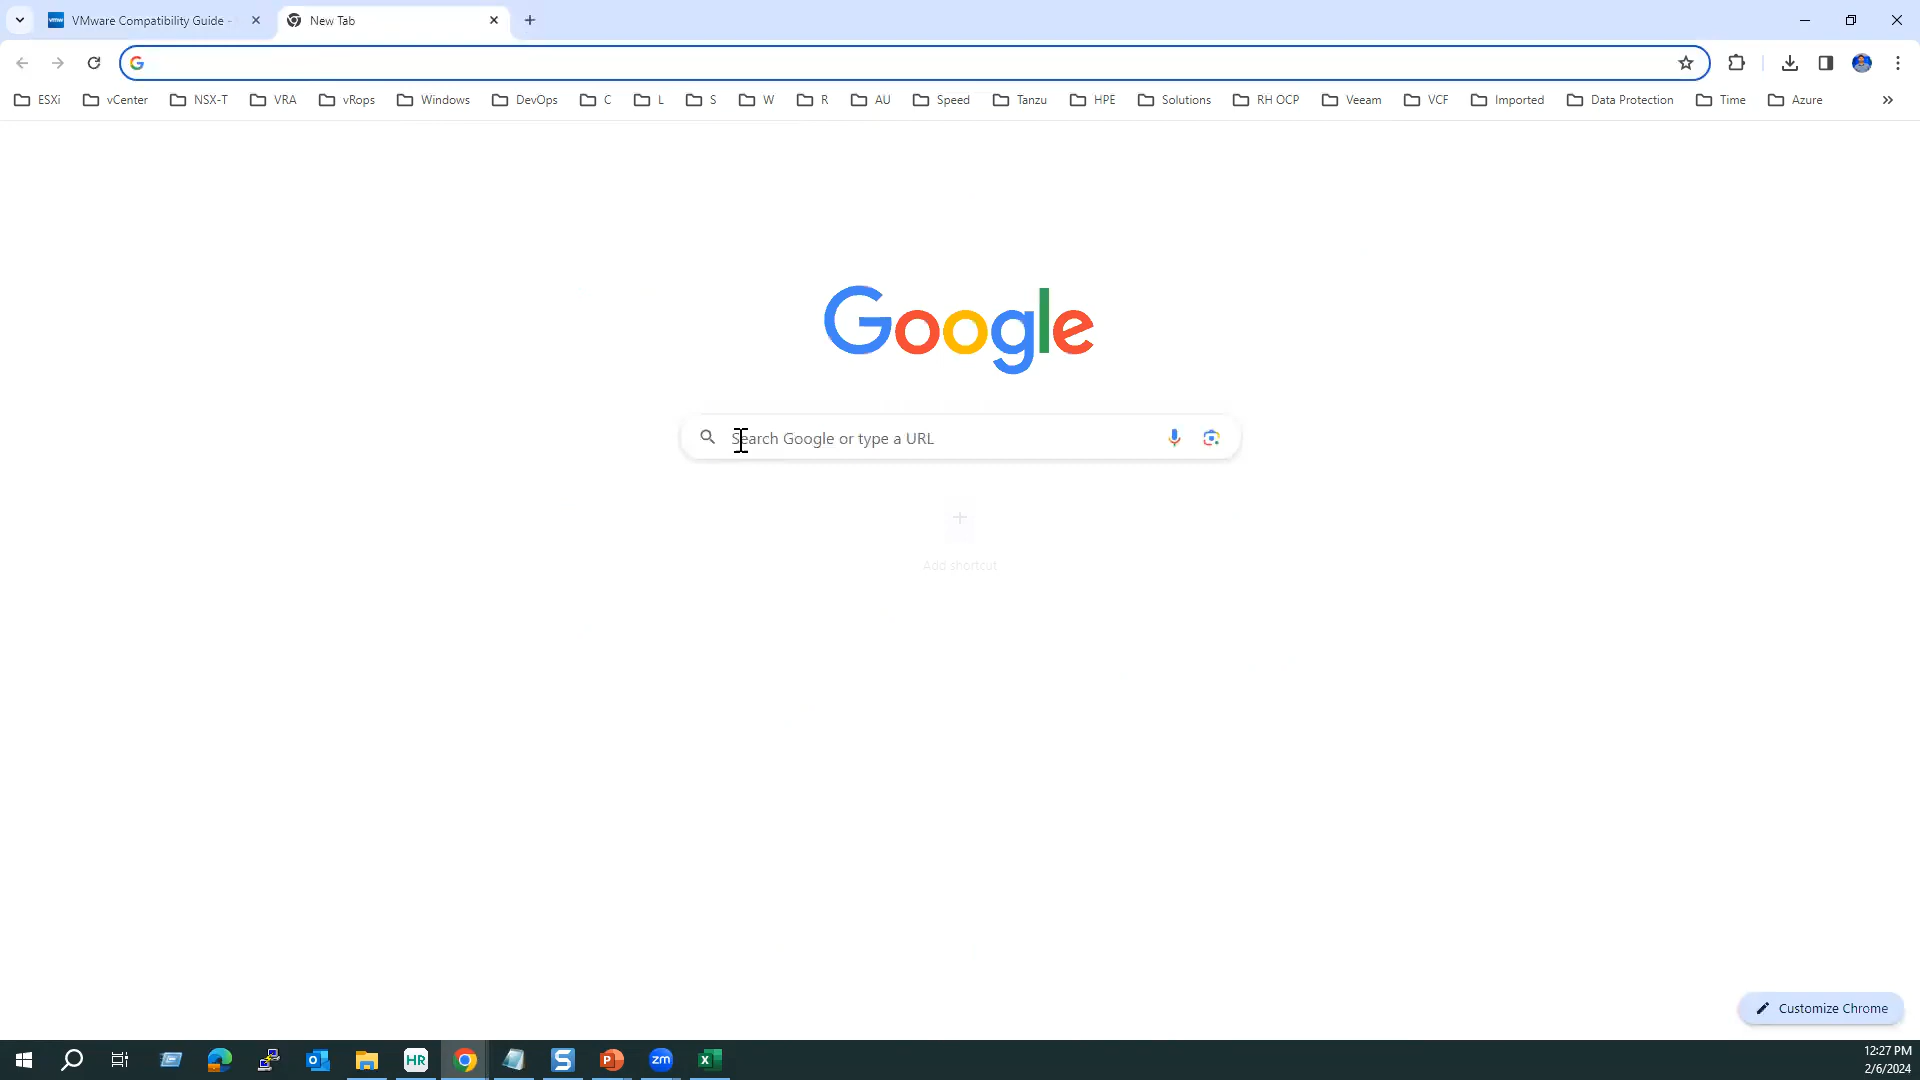 VMware Compatibility Guide -
New Tab
ESXi
vCenter
NSX-T
VRA
vRops
Windows
DevOps
C
L
S
W
R
AU
Speed
Tanzu
HPE
Solutions
RH OCP
Veeam
VCF
Imported
Data Protection
Time
Azure
Google
Search Google or type a URL
Add shortcut
Customize Chrome
12:27 PM
2/6/2024